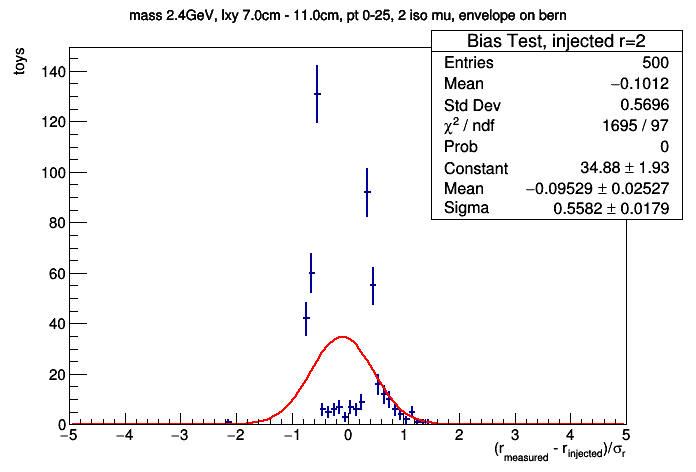 mass 2.4GeV, lxy 7.0cm - 11.0cm, pt 0-25, 2 iso mu, envelope on bern
Bias Test, injected r=2
Entries 500
Mean −0.1012
Std Dev 0.5696
χ² / ndf 1695 / 97
Prob 0
Constant 34.88 ± 1.93
Mean −0.09529 ± 0.02527
Sigma 0.5582 ± 0.0179
toys
140
120
100
80
60
40
20
0
−5 −4 −3 −2 −1 0 1 2 3 4 5
(r_measured - r_injected)/σ_r